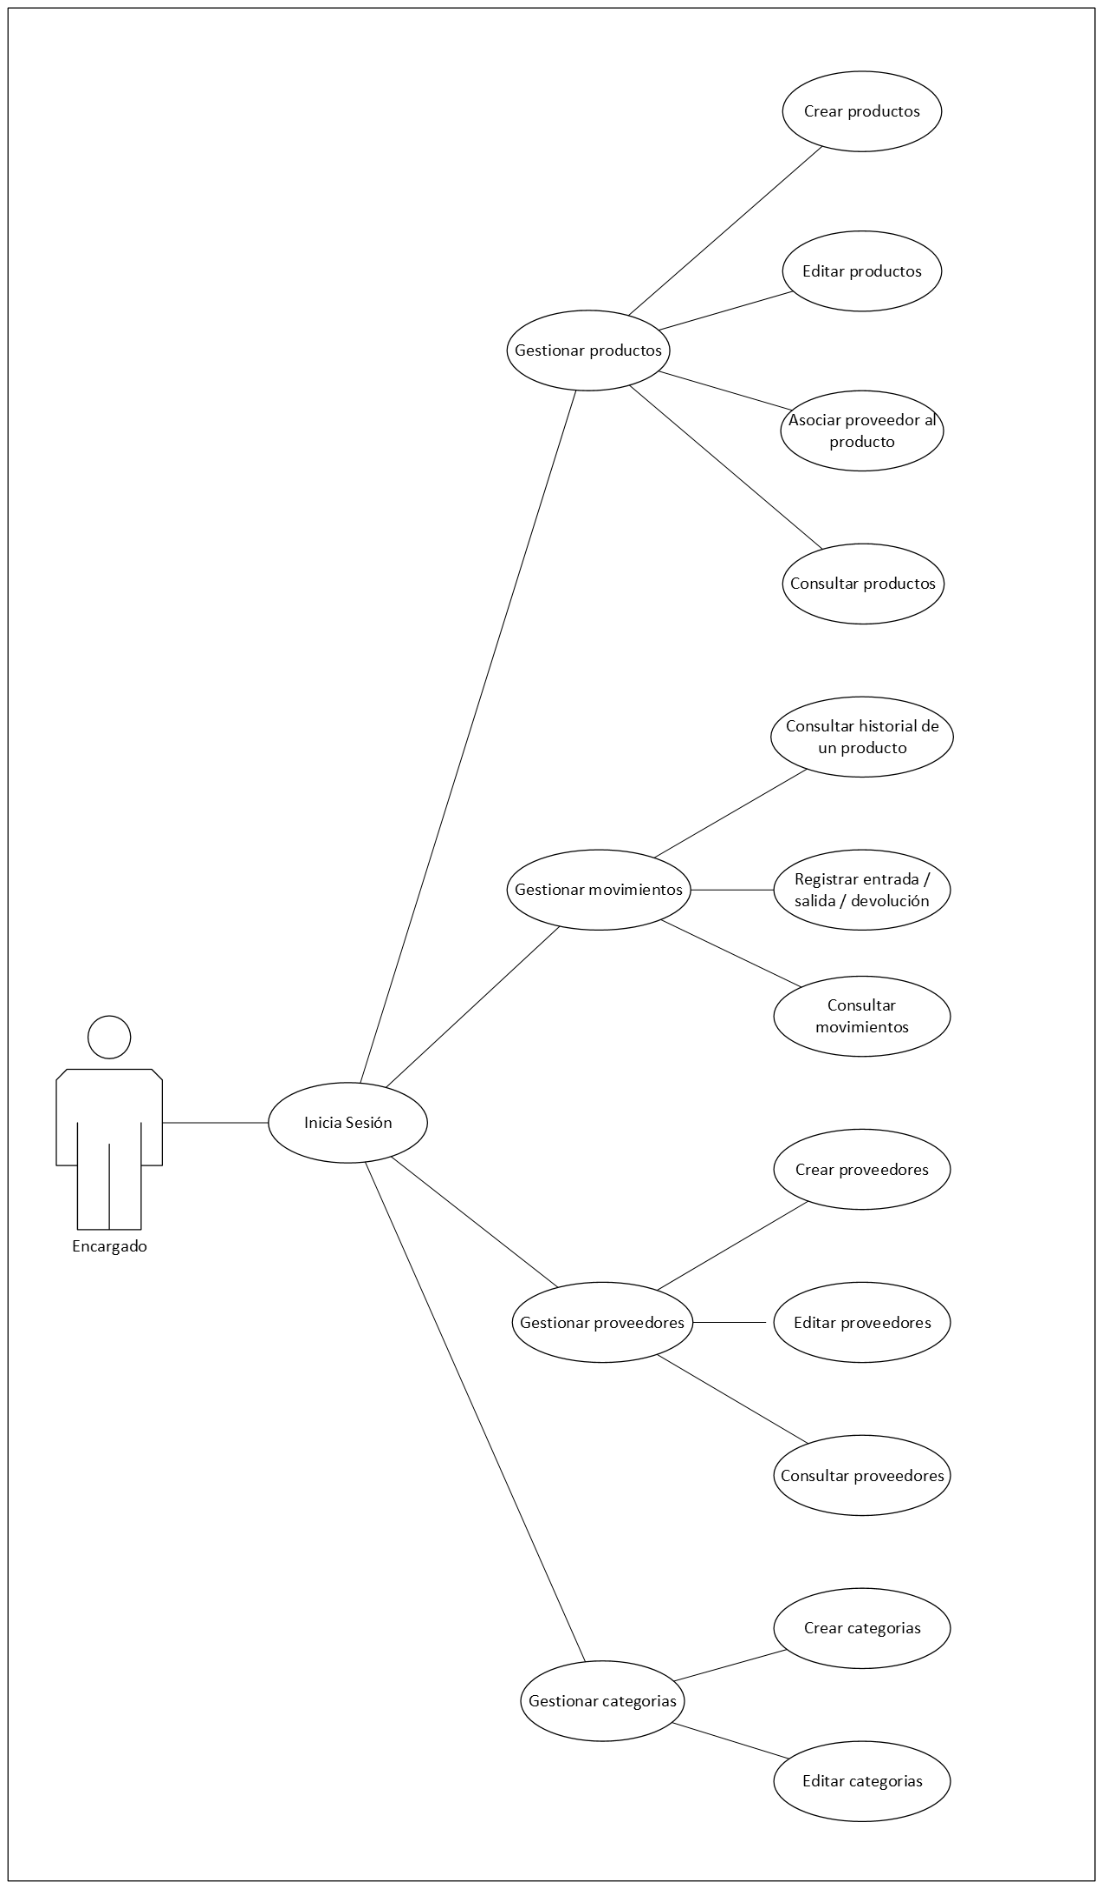 Crear productos
Editar productos
Gestionar productos
Asociar proveedor al
producto
Consultar productos
Consultar historial de
un producto
Gestionar movimientos
Registrar entrada /
salida / devolución
Consultar
movimientos
Inicia Sesión
Encargado
Crear proveedores
Gestionar proveedores
Editar proveedores
Consultar proveedores
Crear categorias
Gestionar categorias
Editar categorias